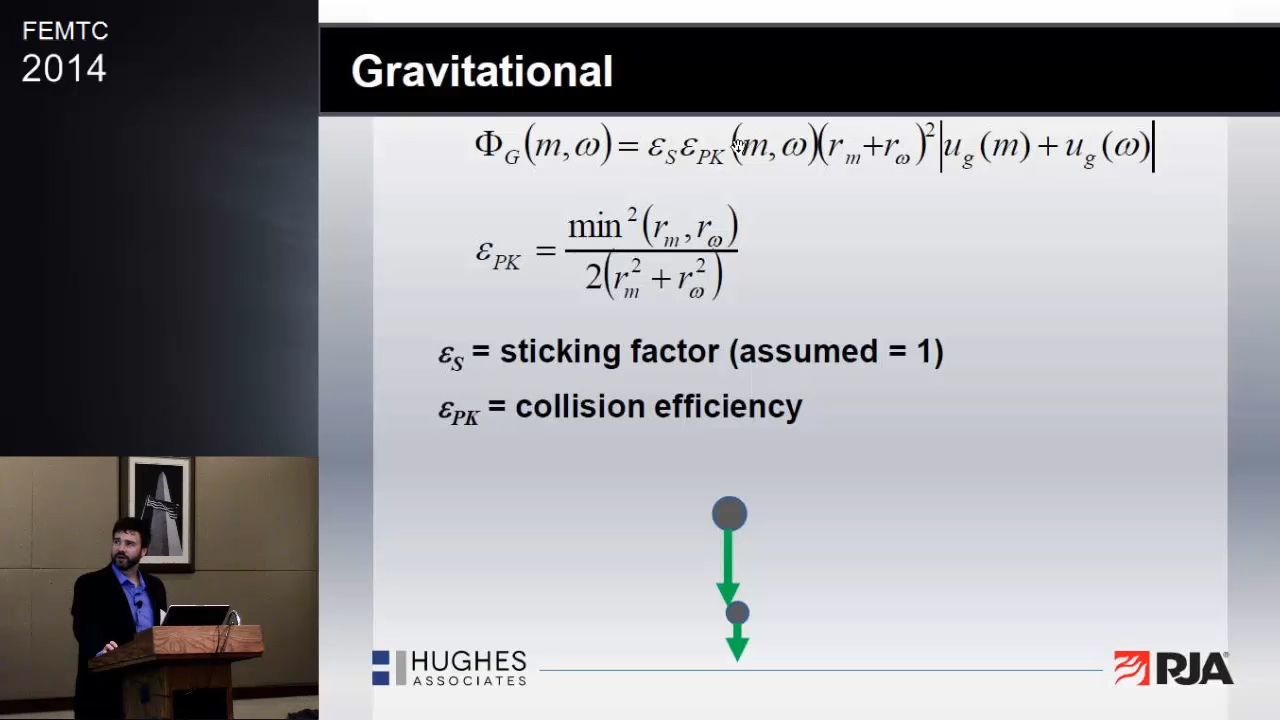 FEMTC
2014
Gravitational
Φ_G(m,ω) = ε_S ε_PK (m,ω)(r_m+r_ω)^2 |u_g(m) + u_g(ω)|
ε_PK = min^2(r_m,r_ω) / 2(r_m^2 + r_ω^2)
ε_S = sticking factor (assumed = 1)
ε_PK = collision efficiency
HUGHES
ASSOCIATES
RJA